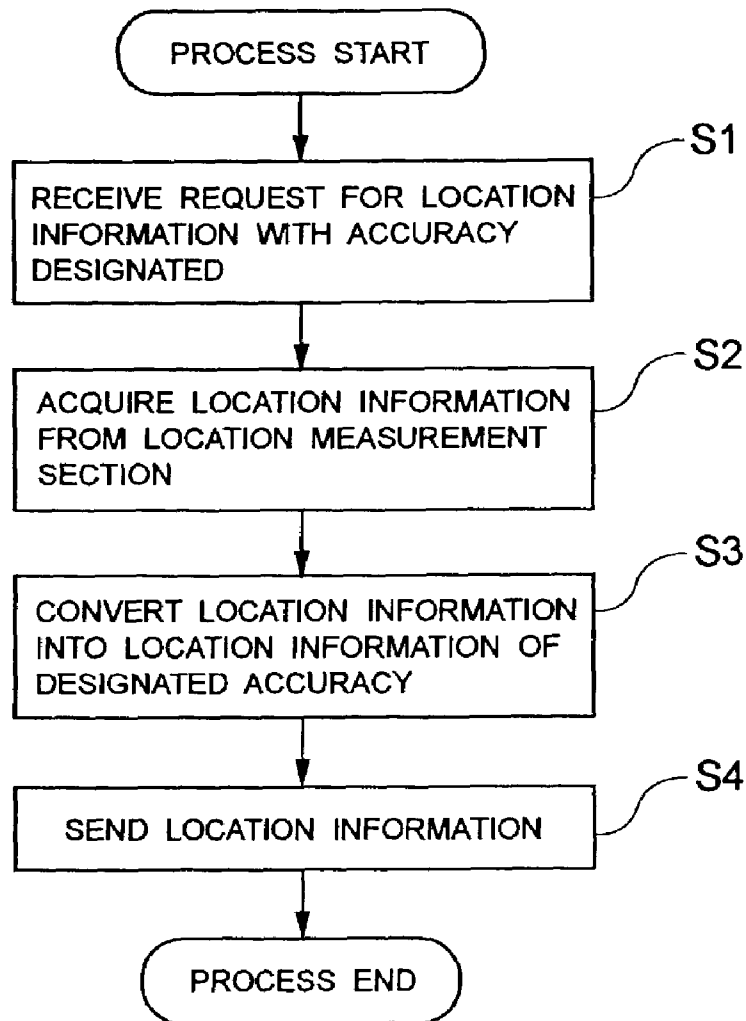 PROCESS START
S1
RECEIVE REQUEST FOR LOCATION
INFORMATION WITH ACCURACY
DESIGNATED
S2
ACQUIRE LOCATION INFORMATION
FROM LOCATION MEASUREMENT
SECTION
S3
CONVERT LOCATION INFORMATION
INTO LOCATION INFORMATION OF
DESIGNATED ACCURACY
S4
SEND LOCATION INFORMATION
PROCESS END